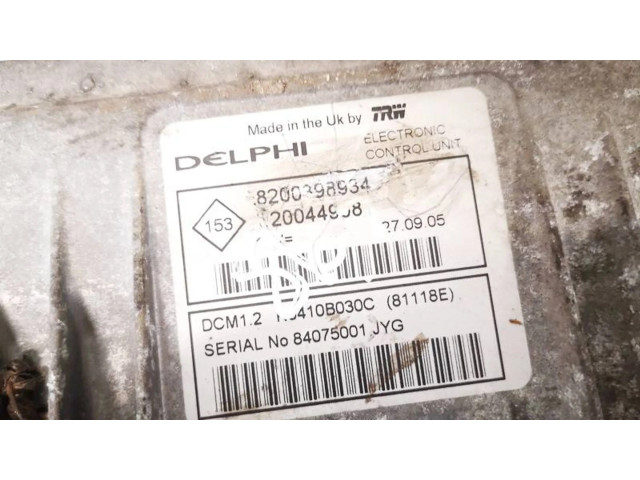 Made in the Uk by TRW
DELPHI ELECTRONIC
CONTROL UNIT
8200398934
153
27.09.05
DCM1.2 (81118E)
SERIAL No 84075001 JYG